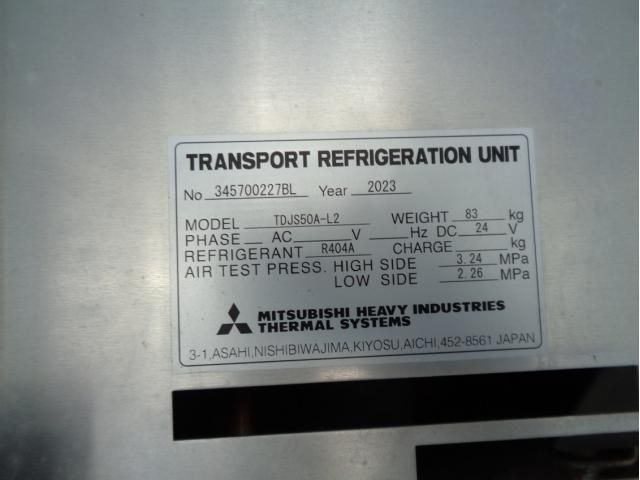 TRANSPORT REFRIGERATION UNIT
No 345700227BL Year 2023
MODEL TDJS50A-L2 WEIGHT 83 kg
PHASE AC V Hz DC 24 V
REFRIGERANT R404A CHARGE kg
AIR TEST PRESS. HIGH SIDE 3.24 MPa
LOW SIDE 2.26 MPa
MITSUBISHI HEAVY INDUSTRIES
THERMAL SYSTEMS
3-1,ASAHI,NISHIBIWAJIMA,KIYOSU,AICHI,452-8561 JAPAN